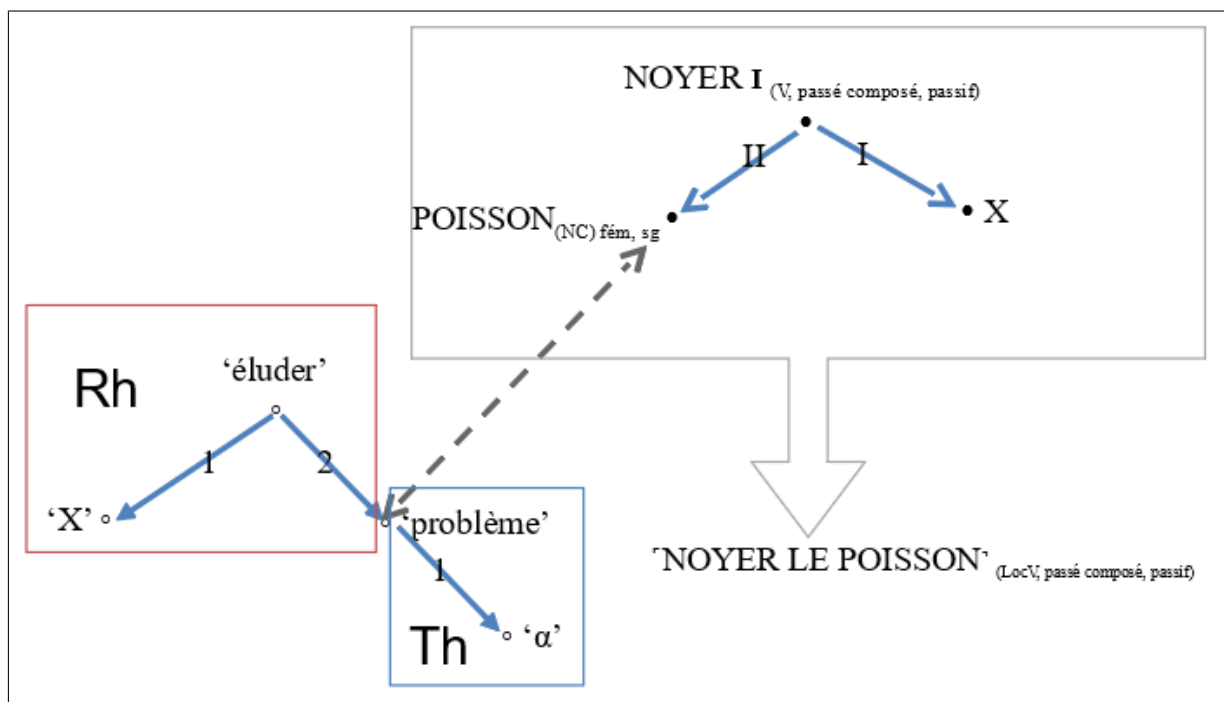 NOYER I (V, passé composé, passif)
II
I
POISSON(NC) fém, sg
X
Rh
‘éluder’
1
2
‘X’
‘problème’
1
Th
‘α’
⌜NOYER LE POISSON⌝ (LocV, passé composé, passif)